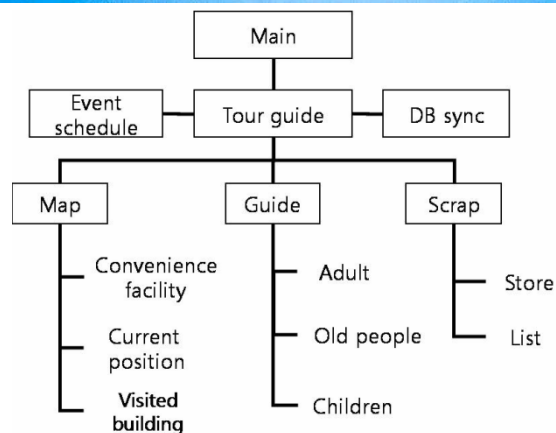 Main
Event
schedule
Tour guide
DB sync
Map
Guide
Scrap
Convenience
facility
Current
position
Visited
building
Adult
Old people
Children
Store
List